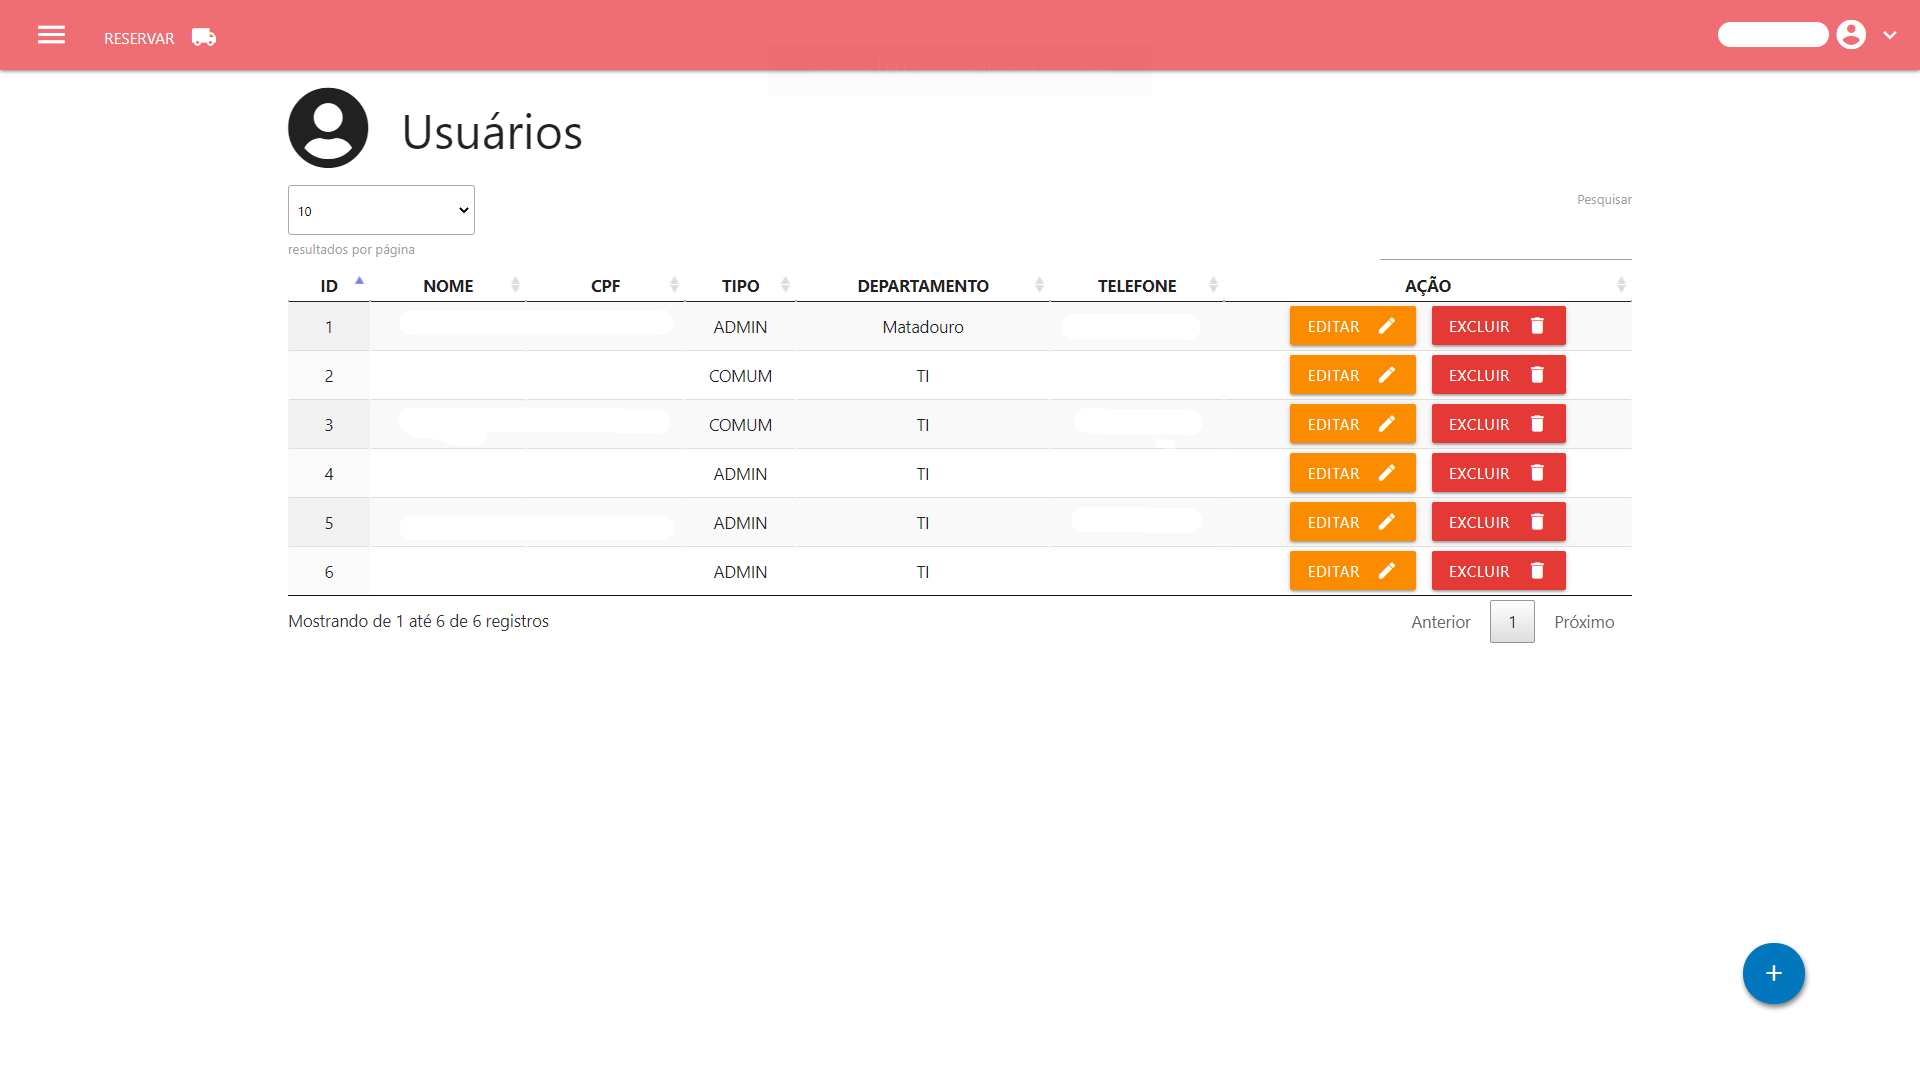 RESERVAR
Usuários
10
Pesquisar
resultados por página
ID NOME CPF TIPO DEPARTAMENTO TELEFONE AÇÃO
1 ADMIN Matadouro EDITAR EXCLUIR
2 COMUM TI EDITAR EXCLUIR
3 COMUM TI EDITAR EXCLUIR
4 ADMIN TI EDITAR EXCLUIR
5 ADMIN TI EDITAR EXCLUIR
6 ADMIN TI EDITAR EXCLUIR
Mostrando de 1 até 6 de 6 registros
Anterior 1 Próximo
+